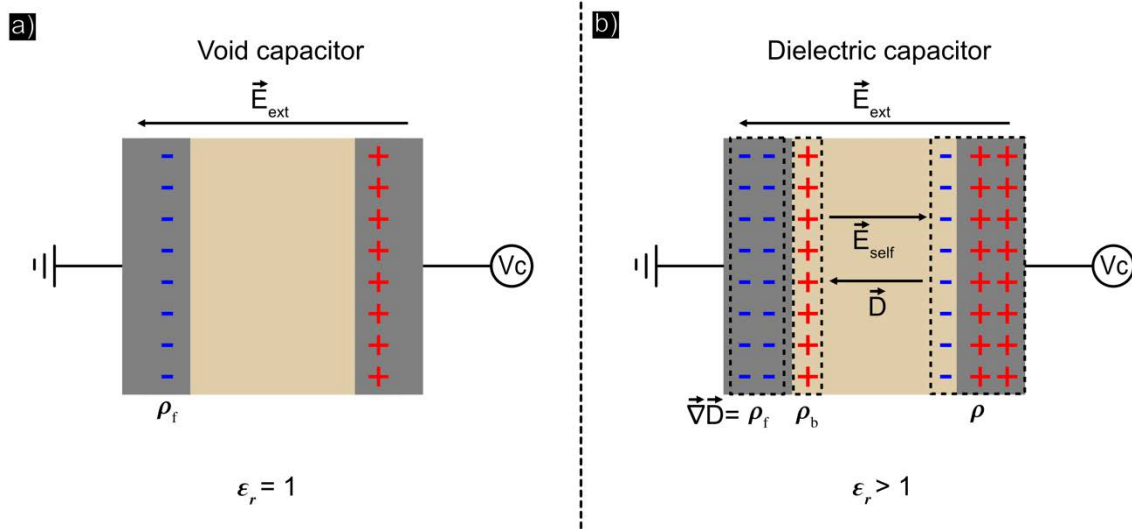 a)
Void capacitor
E⃗ext
- +
- +
- +
- +
- +
- +
- +
- +
Vc
ρf
εr = 1
b)
Dielectric capacitor
E⃗ext
- - + - + +
- - + - + +
- - + - + +
- - + - + +
- - + - + +
- - + - + +
- - + - + +
- - + - + +
E⃗self
D⃗
Vc
∇⃗D⃗= ρf ρb ρ
εr > 1